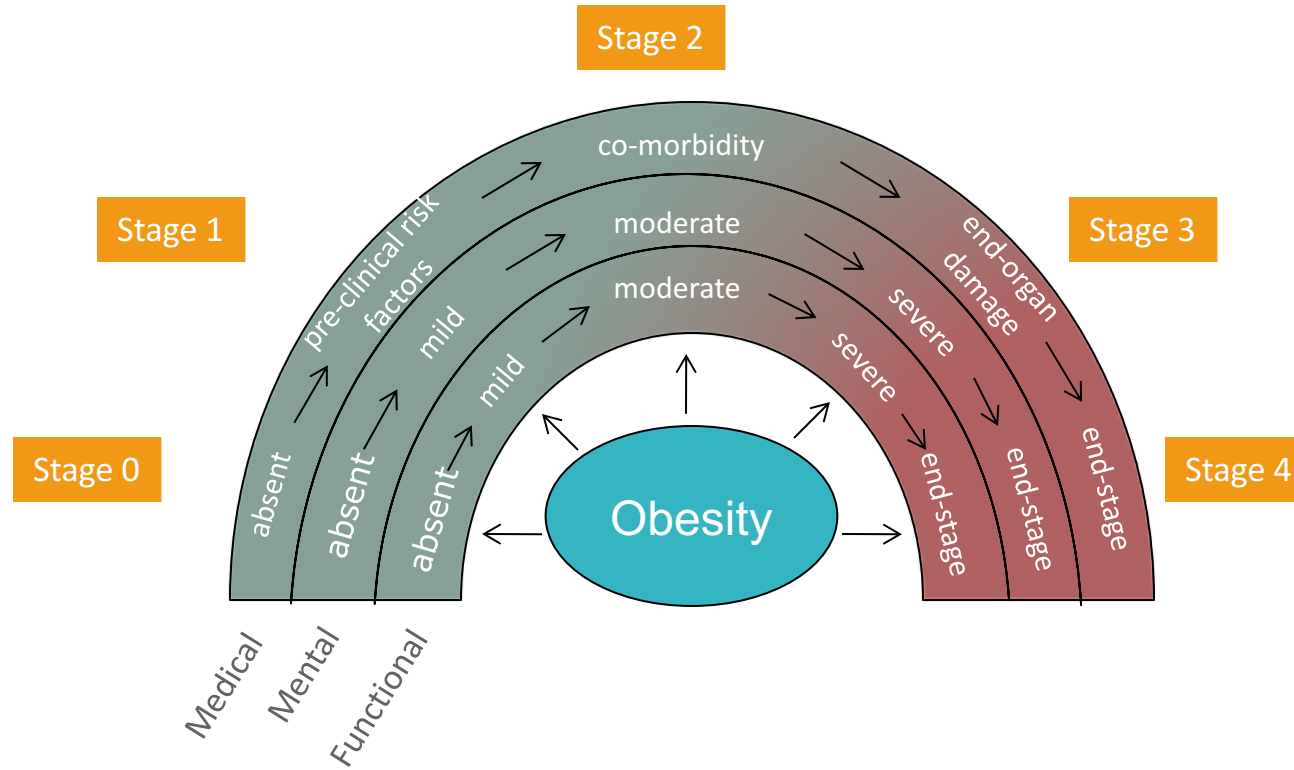 Stage 2
Stage 1
Stage 3
Stage 0
Stage 4
absent
pre-clinical risk
factors
co-morbidity
end-organ
damage
end-stage
absent
mild
moderate
severe
end-stage
absent
mild
moderate
severe
end-stage
Obesity
Medical
Mental
Functional